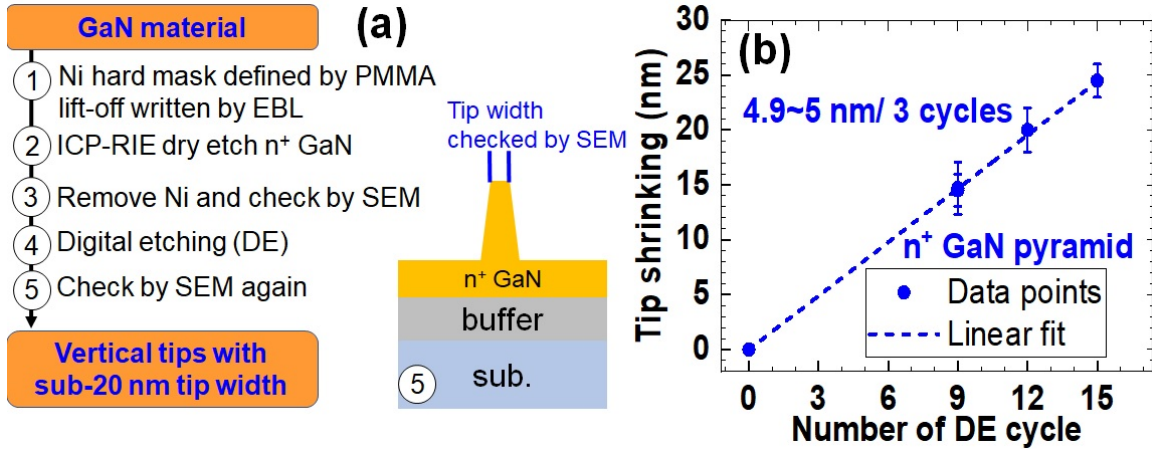 GaN material
(a)
1 Ni hard mask defined by PMMA
lift-off written by EBL
2 ICP-RIE dry etch n⁺ GaN
3 Remove Ni and check by SEM
4 Digital etching (DE)
5 Check by SEM again
Vertical tips with
sub-20 nm tip width
Tip width
checked by SEM
n⁺ GaN
buffer
sub.
5
(b)
Tip shrinking (nm)
30
25
20
15
10
5
0
4.9~5 nm/ 3 cycles
n⁺ GaN pyramid
Data points
Linear fit
0 3 6 9 12 15
Number of DE cycle